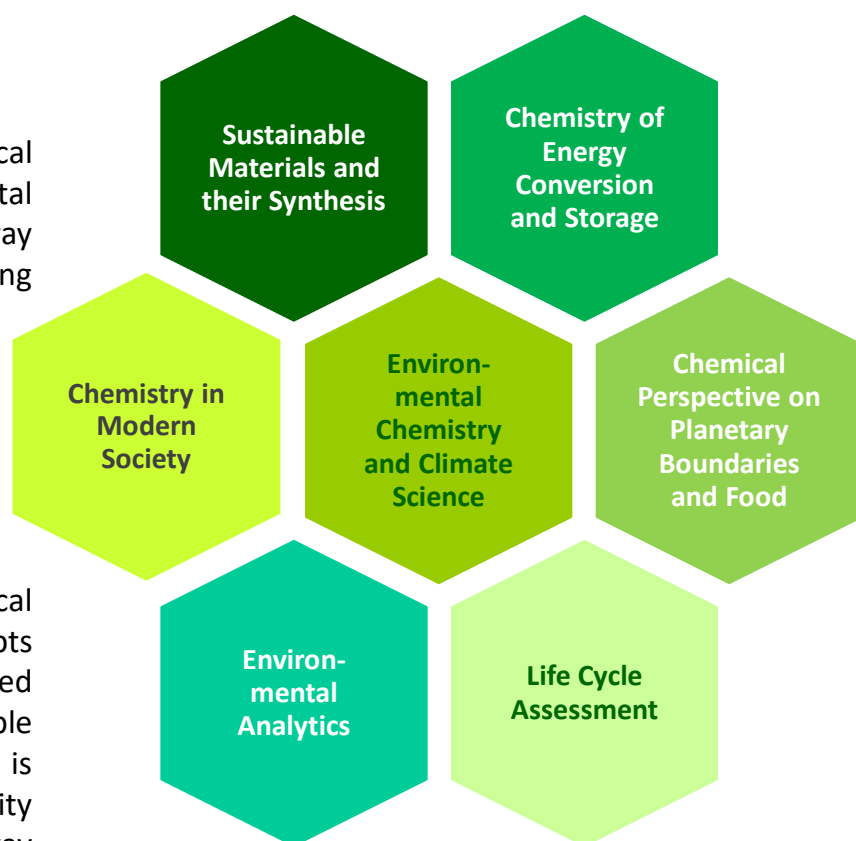 cal
tal
ay
ng
cal
ots
ed
ble
is
ity
Sustainable
Materials and
their Synthesis
Chemistry of
Energy
Conversion
and Storage
Chemistry in
Modern
Society
Environ-
mental
Chemistry
and Climate
Science
Chemical
Perspective on
Planetary
Boundaries
and Food
Environ-
mental
Analytics
Life Cycle
Assessment